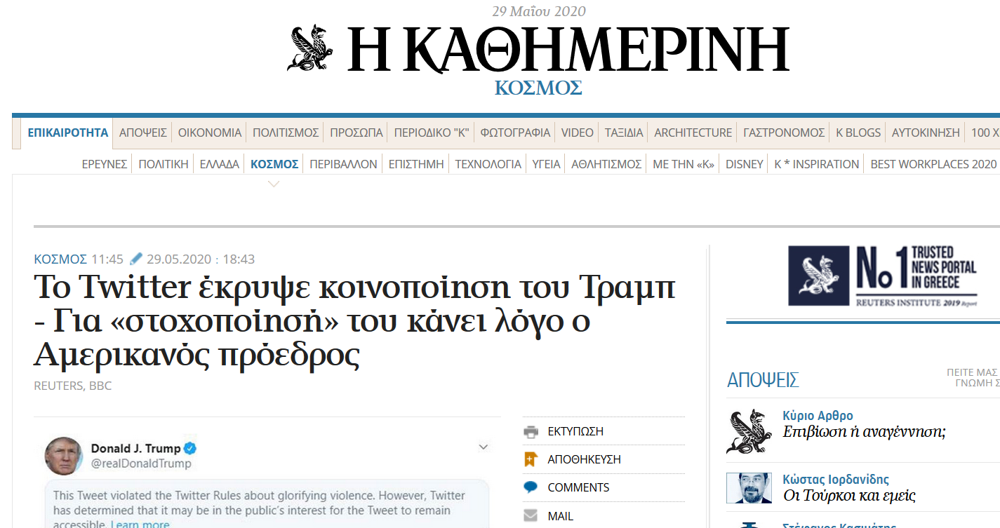 29 Μαΐου 2020
Η ΚΑΘΗΜΕΡΙΝΗ
ΚΟΣΜΟΣ
ΕΠΙΚΑΙΡΟΤΗΤΑ ΑΠΟΨΕΙΣ ΟΙΚΟΝΟΜΙΑ ΠΟΛΙΤΙΣΜΟΣ ΠΡΟΣΩΠΑ ΠΕΡΙΟΔΙΚΟ "Κ" ΦΩΤΟΓΡΑΦΙΑ VIDEO ΤΑΞΙΔΙΑ ARCHITECTURE ΓΑΣΤΡΟΝΟΜΟΣ K BLOGS ΑΥΤΟΚΙΝΗΣΗ 100 Χ
ΕΡΕΥΝΕΣ ΠΟΛΙΤΙΚΗ ΕΛΛΑΔΑ ΚΟΣΜΟΣ ΠΕΡΙΒΑΛΛΟΝ ΕΠΙΣΤΗΜΗ ΤΕΧΝΟΛΟΓΙΑ ΥΓΕΙΑ ΑΘΛΗΤΙΣΜΟΣ ΜΕ ΤΗΝ «Κ» DISNEY K * INSPIRATION BEST WORKPLACES 2020
ΚΟΣΜΟΣ 11:45 29.05.2020 : 18:43
Το Twitter έκρυψε κοινοποίηση του Τραμπ
- Για «στοχοποίησή» του κάνει λόγο ο
Αμερικανός πρόεδρος
REUTERS, BBC
Donald J. Trump
@realDonaldTrump
This Tweet violated the Twitter Rules about glorifying violence. However, Twitter
has determined that it may be in the public's interest for the Tweet to remain
accessible. Learn more
ΕΚΤΥΠΩΣΗ
ΑΠΟΘΗΚΕΥΣΗ
COMMENTS
MAIL
No 1 TRUSTED
NEWS PORTAL
IN GREECE
REUTERS INSTITUTE 2019 Report
ΑΠΟΨΕΙΣ
ΠΕΙΤΕ ΜΑΣ
ΓΝΩΜΗ Σ
Κύριο Αρθρο
Επιβίωση ή αναγέννηση;
Κώστας Ιορδανίδης
Οι Τούρκοι και εμείς
Στέφανος Κασιμάτης